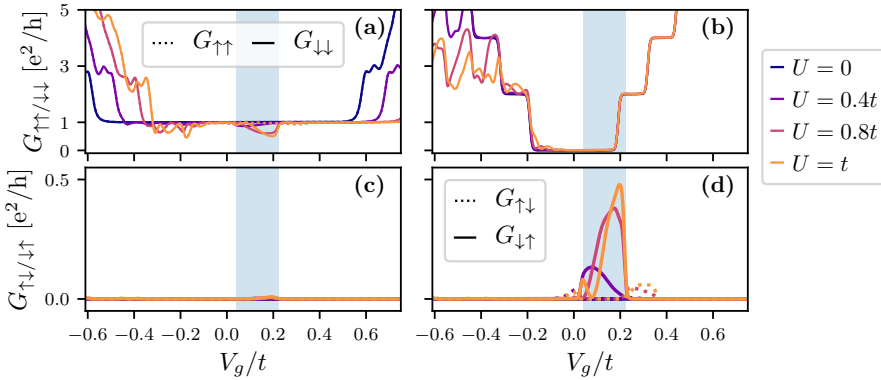 G↑↑/↓↓ [e²/h]
5
3
1
0
(a)
G↑↑ G↓↓
(b)
U = 0
U = 0.4t
U = 0.8t
U = t
G↑↓/↓↑ [e²/h]
0.5
0.0
(c)
(d)
G↑↓
G↓↑
−0.6 −0.4 −0.2 0.0 0.2 0.4 0.6
−0.6 −0.4 −0.2 0.0 0.2 0.4 0.6
V_g/t
V_g/t